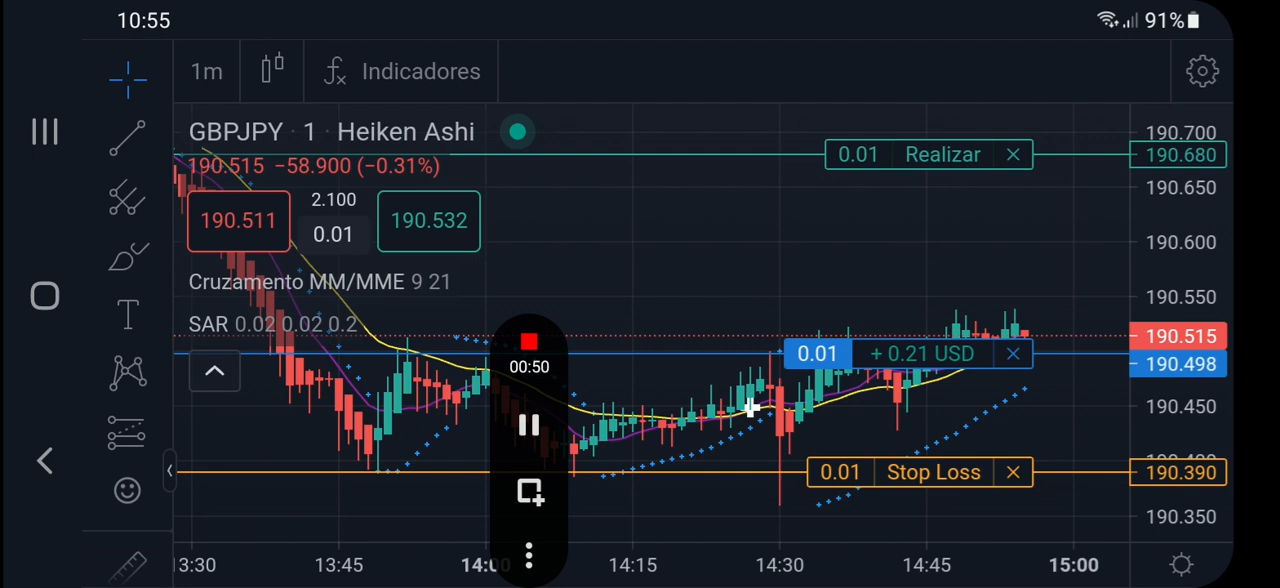 10:55
91%
1m
Indicadores
GBPJPY · 1 · Heiken Ashi
190.515 −58.900 (−0.31%)
190.511
2.100
0.01
190.532
Cruzamento MM/MME 9 21
SAR 0.02 0.02 0.2
00:50
0.01 Realizar
0.01 + 0.21 USD
0.01 Stop Loss
190.700
190.680
190.650
190.600
190.550
190.515
190.498
190.450
190.390
190.350
13:30 13:45 14:15 14:30 14:45 15:00